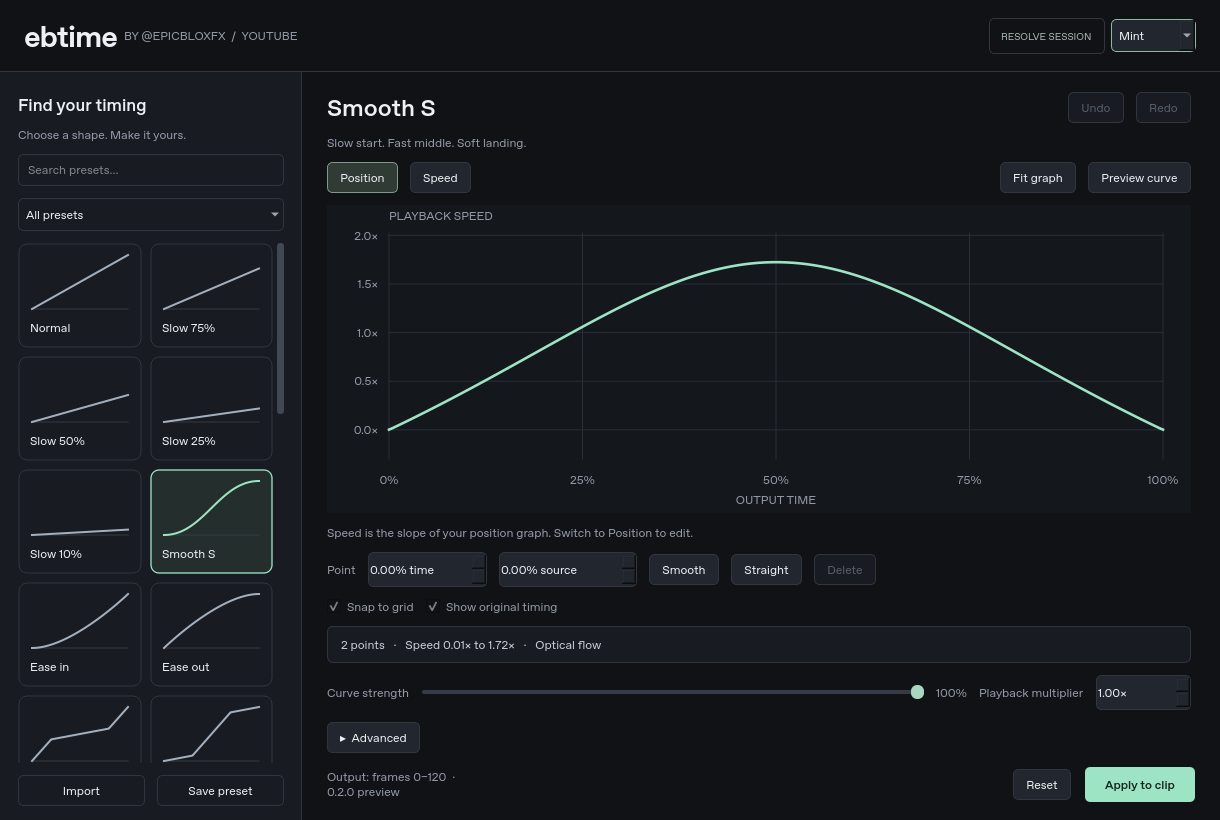 ebtime BY @EPICBLOXFX / YOUTUBE
RESOLVE SESSION
Mint
Find your timing
Choose a shape. Make it yours.
Search presets...
All presets
Normal
Slow 75%
Slow 50%
Slow 25%
Slow 10%
Smooth S
Ease in
Ease out
Import
Save preset
Smooth S
Undo
Redo
Slow start. Fast middle. Soft landing.
Position
Speed
Fit graph
Preview curve
PLAYBACK SPEED
2.0×
1.5×
1.0×
0.5×
0.0×
0%
25%
50%
75%
100%
OUTPUT TIME
Speed is the slope of your position graph. Switch to Position to edit.
Point
0.00% time
0.00% source
Smooth
Straight
Delete
✓ Snap to grid
✓ Show original timing
2 points · Speed 0.01× to 1.72× · Optical flow
Curve strength
100%
Playback multiplier
1.00×
▸ Advanced
Output: frames 0–120 ·
0.2.0 preview
Reset
Apply to clip